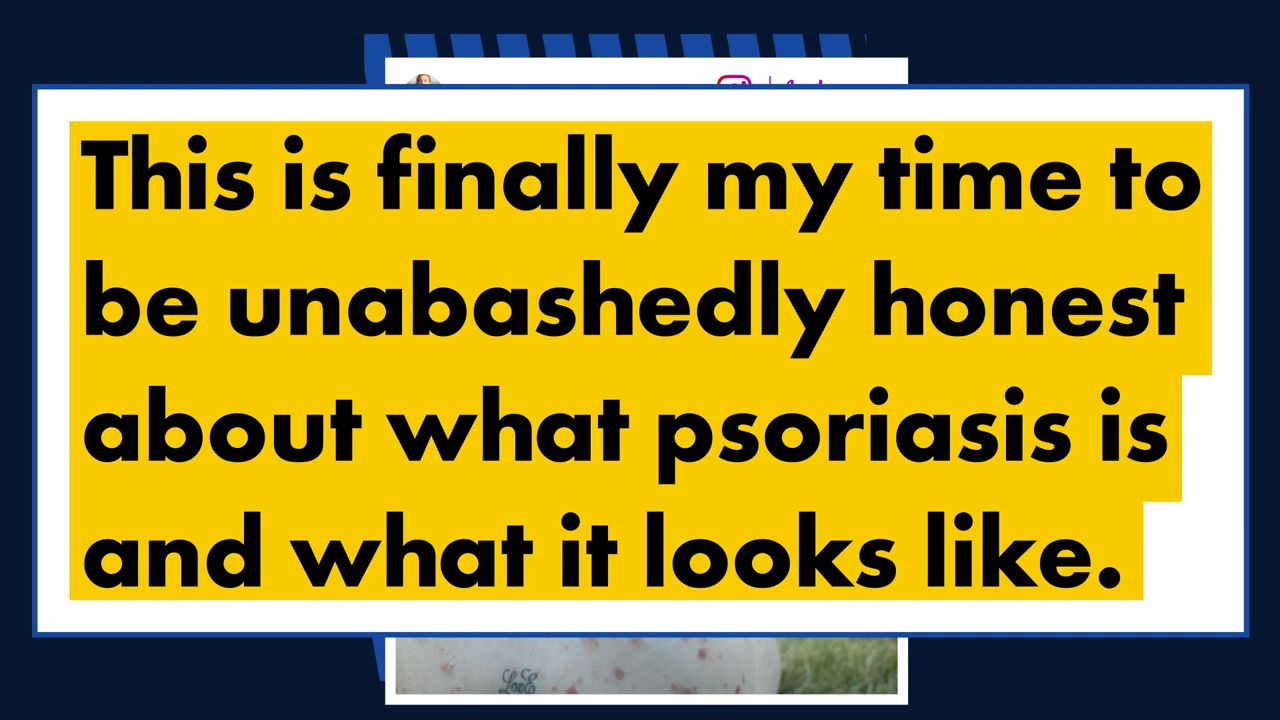 This is finally my time to
be unabashedly honest
about what psoriasis is
and what it looks like.